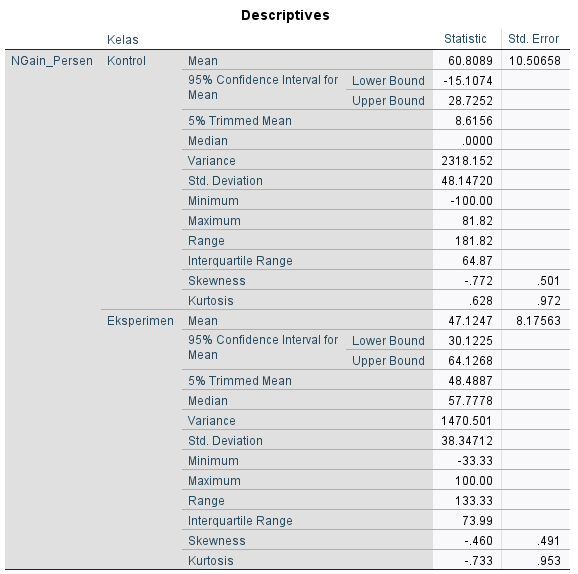 Descriptives
Kelas Statistic Std. Error
NGain_Persen Kontrol Mean 60.8089 10.50658
95% Confidence Interval for Mean Lower Bound -15.1074
Upper Bound 28.7252
5% Trimmed Mean 8.6156
Median .0000
Variance 2318.152
Std. Deviation 48.14720
Minimum -100.00
Maximum 81.82
Range 181.82
Interquartile Range 64.87
Skewness -.772 .501
Kurtosis .628 .972
Eksperimen Mean 47.1247 8.17563
95% Confidence Interval for Mean Lower Bound 30.1225
Upper Bound 64.1268
5% Trimmed Mean 48.4887
Median 57.7778
Variance 1470.501
Std. Deviation 38.34712
Minimum -33.33
Maximum 100.00
Range 133.33
Interquartile Range 73.99
Skewness -.460 .491
Kurtosis -.733 .953